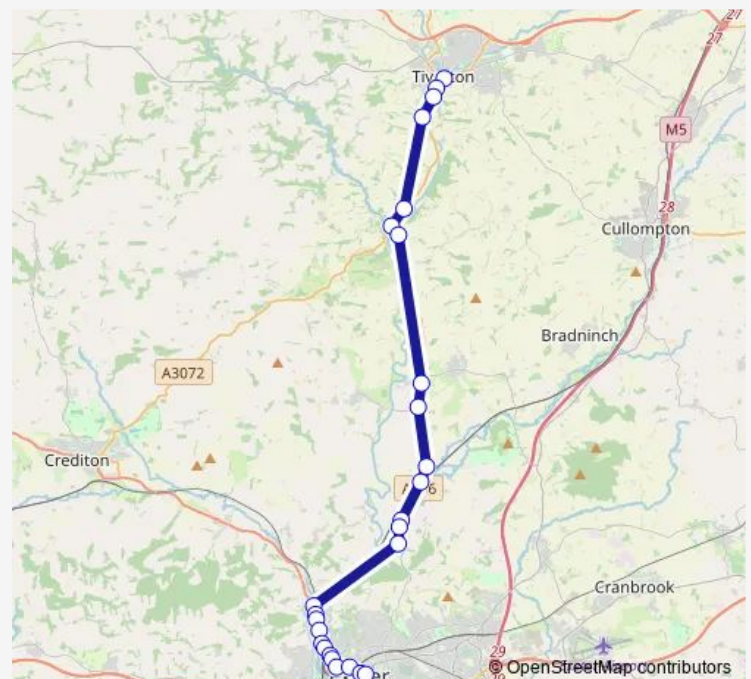 27
27
Tiverton
M5
28
Cullompton
Bradninch
A3072
Crediton
Cranbrook
29
© OpenStreetMap contributors